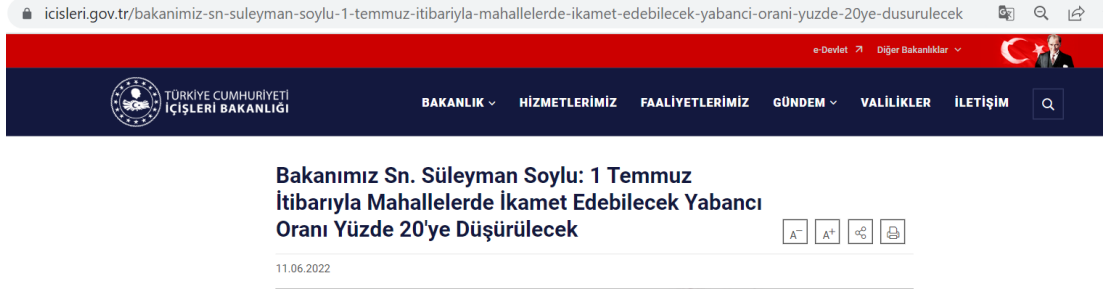 icisleri.gov.tr/bakanimiz-sn-suleyman-soylu-1-temmuz-itibariyla-mahallelerde-ikamet-edebilecek-yabanci-orani-yuzde-20ye-dusurulecek
e-Devlet Diğer Bakanlıklar
TÜRKİYE CUMHURİYETİ
İÇİŞLERİ BAKANLIĞI
BAKANLIK HİZMETLERİMİZ FAALİYETLERİMİZ GÜNDEM VALİLİKLER İLETİŞİM
Bakanımız Sn. Süleyman Soylu: 1 Temmuz
İtibarıyla Mahallelerde İkamet Edebilecek Yabancı
Oranı Yüzde 20'ye Düşürülecek
A- A+
11.06.2022